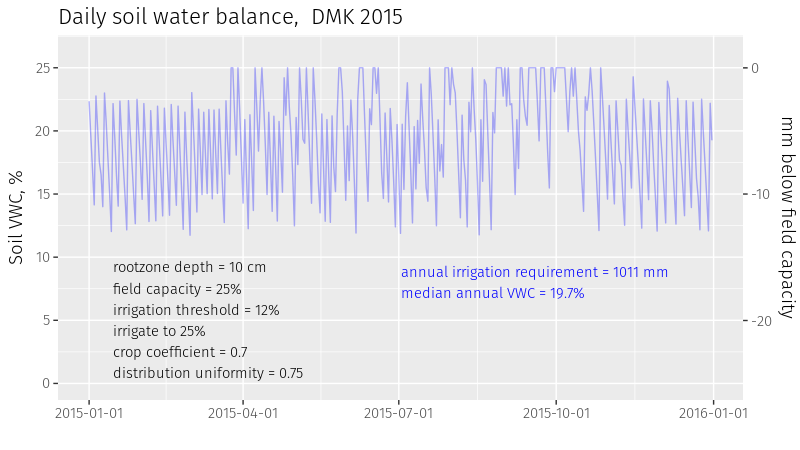 Daily soil water balance,  DMK 2015
Soil VWC, %
25
20
15
10
5
0
0
-10
-20
mm below field capacity
rootzone depth = 10 cm
field capacity = 25%
irrigation threshold = 12%
irrigate to 25%
crop coefficient = 0.7
distribution uniformity = 0.75
annual irrigation requirement = 1011 mm
median annual VWC = 19.7%
2015-01-01
2015-04-01
2015-07-01
2015-10-01
2016-01-01